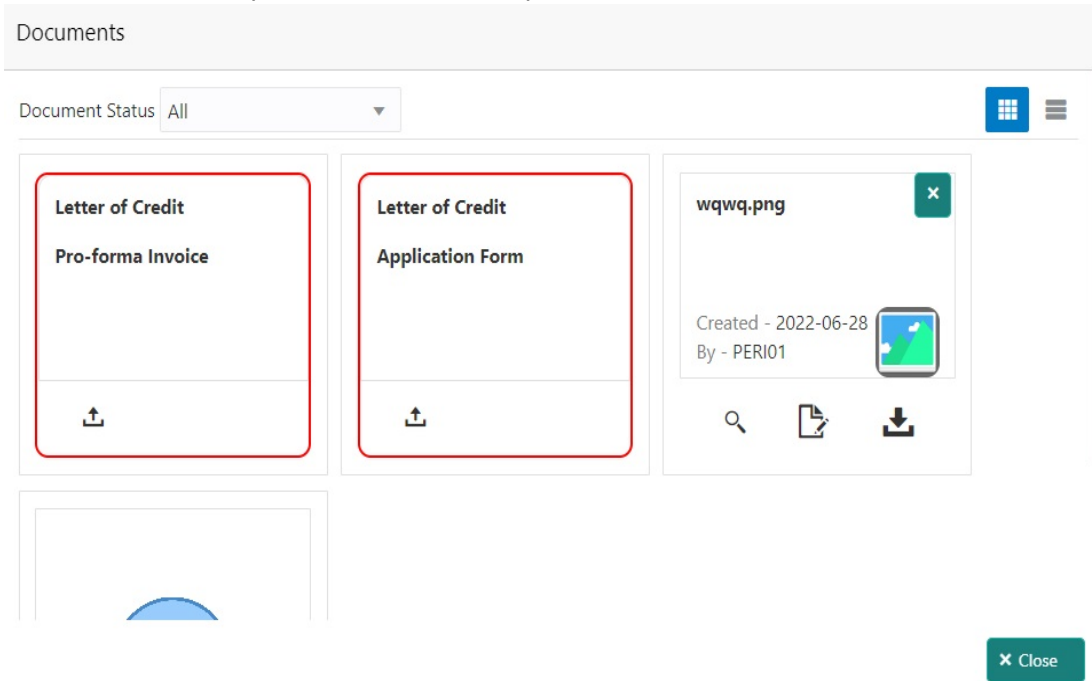 Documents
Document Status All
Letter of Credit
Pro-forma Invoice
Letter of Credit
Application Form
wqwq.png
Created - 2022-06-28
By - PERI01
Close